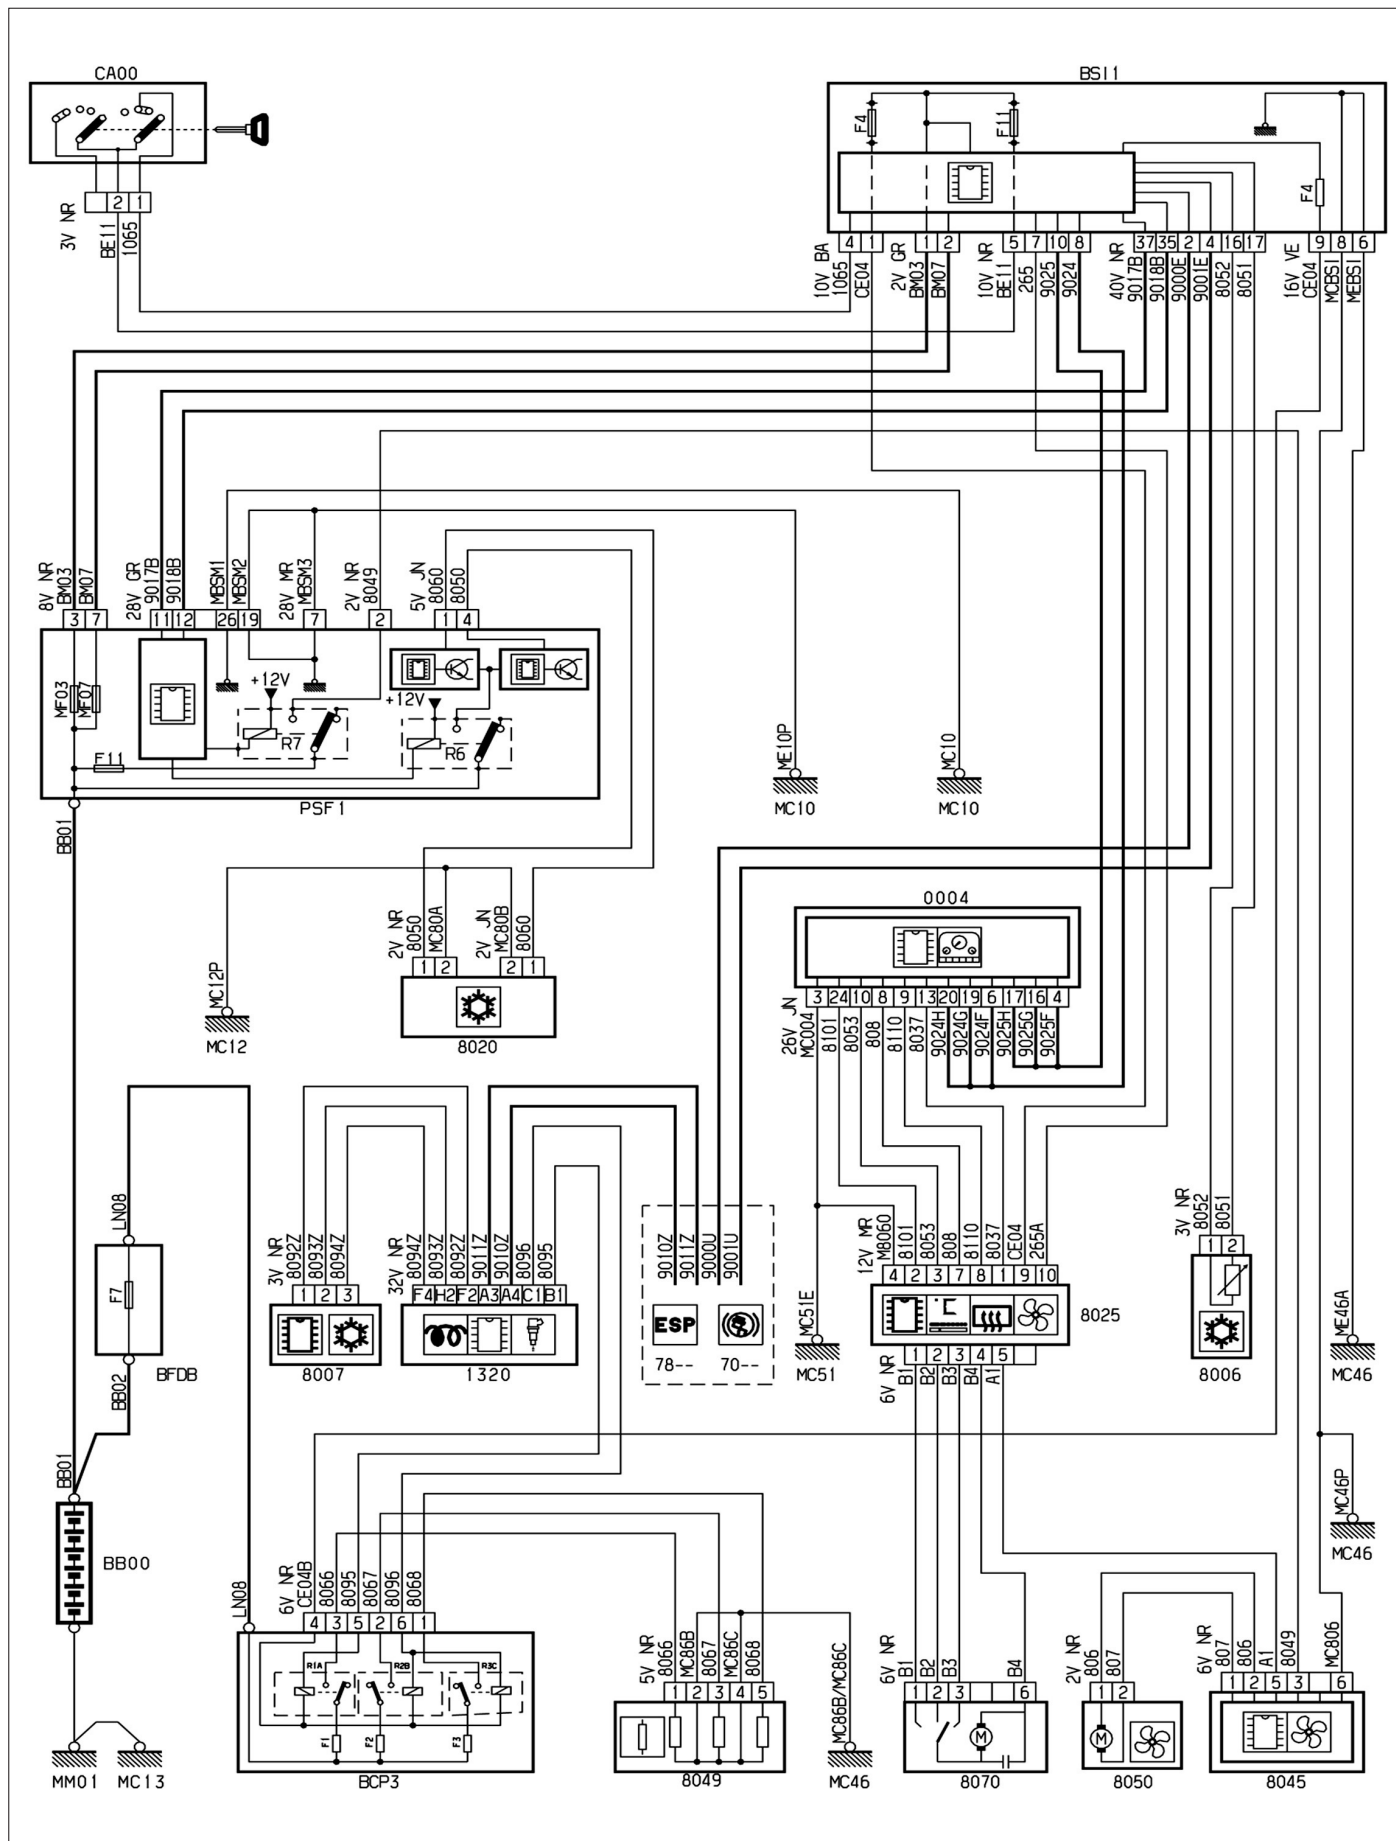 CA00
BSI1
F4
F11
F4
2
1
4
1
1
2
5
7
10
8
37
35
2
4
16
17
9
8
6
3V NR
BE11
1065
10V BA
1065
CE04
2V GR
BM03
BM07
10V NR
BE11
265
9025
9024
40V NR
9017B
9018B
9000E
9001E
8052
8051
16V VE
CE04
MCBSI
MEBSI
8V NR
BM03
BM07
28V GR
9017B
9018B
MBSM1
MBSM2
28V MR
MBSM3
2V NR
8049
5V JN
8060
8050
3
7
11
12
26
19
7
2
1
4
MF03
MF07
+12V
+12V
R7
R6
F11
PSF1
BB01
ME10P
MC10
MC10
MC10
0004
2V NR
8050
MC80A
2V JN
MC80B
8060
1
2
2
1
8020
MC12P
MC12
3
24
10
8
9
13
20
19
6
17
16
4
26V JN
MC004
8101
8053
808
8110
8037
9024H
9024G
9024F
9025H
9025G
9025F
LN08
F7
BFDB
BB02
3V NR
8092Z
8093Z
8094Z
1
2
3
8007
32V NR
8094Z
8093Z
8092Z
9011Z
9010Z
8096
8095
F4
H2
F2
A3
A4
C1
B1
1320
9010Z
9011Z
9000U
9001U
ESP
78--
70--
MC51E
MC51
12V MR
M8060
8101
8053
808
8110
8037
CE04
265A
4
2
3
7
8
1
9
10
°C
8025
1
2
3
4
5
6V NR
B1
B2
B3
B4
A1
3V NR
8052
8051
1
2
8006
ME46A
MC46
MC46P
MC46
BB01
BB00
MM01
MC13
LN08
6V NR
CE04B
8066
8095
8067
8096
8068
4
3
5
2
6
1
R1A
R2B
R3C
F1
F2
F3
BCP3
5V NR
8066
MC86B
8067
MC86C
8068
1
2
3
4
5
8049
MC86B/MC86C
MC46
6V NR
B1
B2
B3
B4
1
2
3
6
M
8070
2V NR
806
807
1
2
M
8050
6V NR
807
806
A1
8049
MC806
1
2
5
3
6
8045